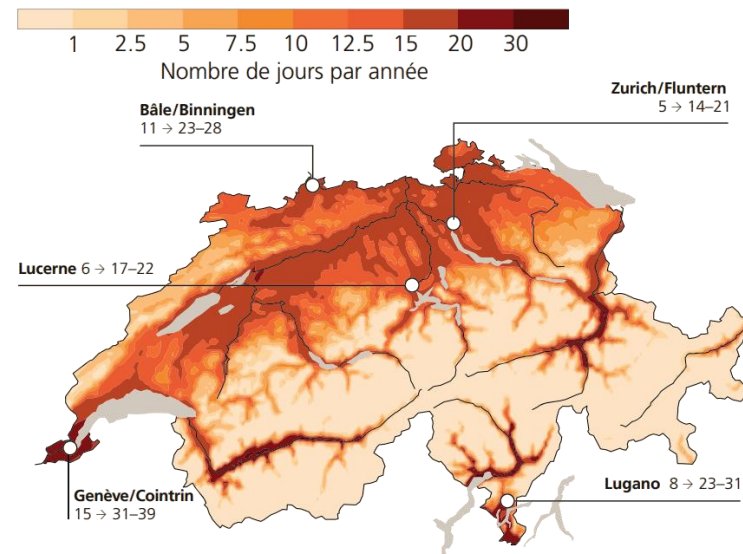 1 2.5 5 7.5 10 12.5 15 20 30
Nombre de jours par année
Zurich/Fluntern
5 → 14–21
Bâle/Binningen
11 → 23–28
Lucerne 6 → 17–22
Genève/Cointrin
15 → 31–39
Lugano 8 → 23–31